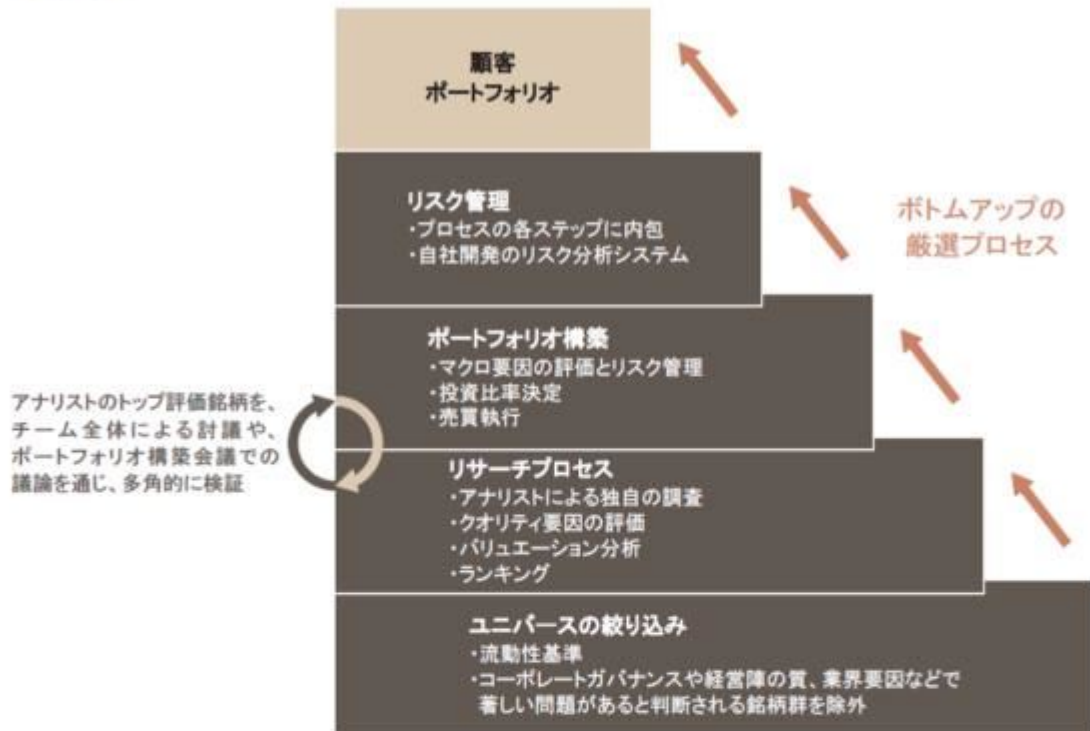 顧客
ポートフォリオ
リスク管理
・プロセスの各ステップに内包
・自社開発のリスク分析システム
ボトムアップの
厳選プロセス
ポートフォリオ構築
・マクロ要因の評価とリスク管理
・投資比率決定
・売買執行
アナリストのトップ評価銘柄を、
チーム全体による討議や、
ポートフォリオ構築会議での
議論を通じ、多角的に検証
リサーチプロセス
・アナリストによる独自の調査
・クオリティ要因の評価
・バリュエーション分析
・ランキング
ユニバースの絞り込み
・流動性基準
・コーポレートガバナンスや経営陣の質、業界要因などで
著しい問題があると判断される銘柄群を除外